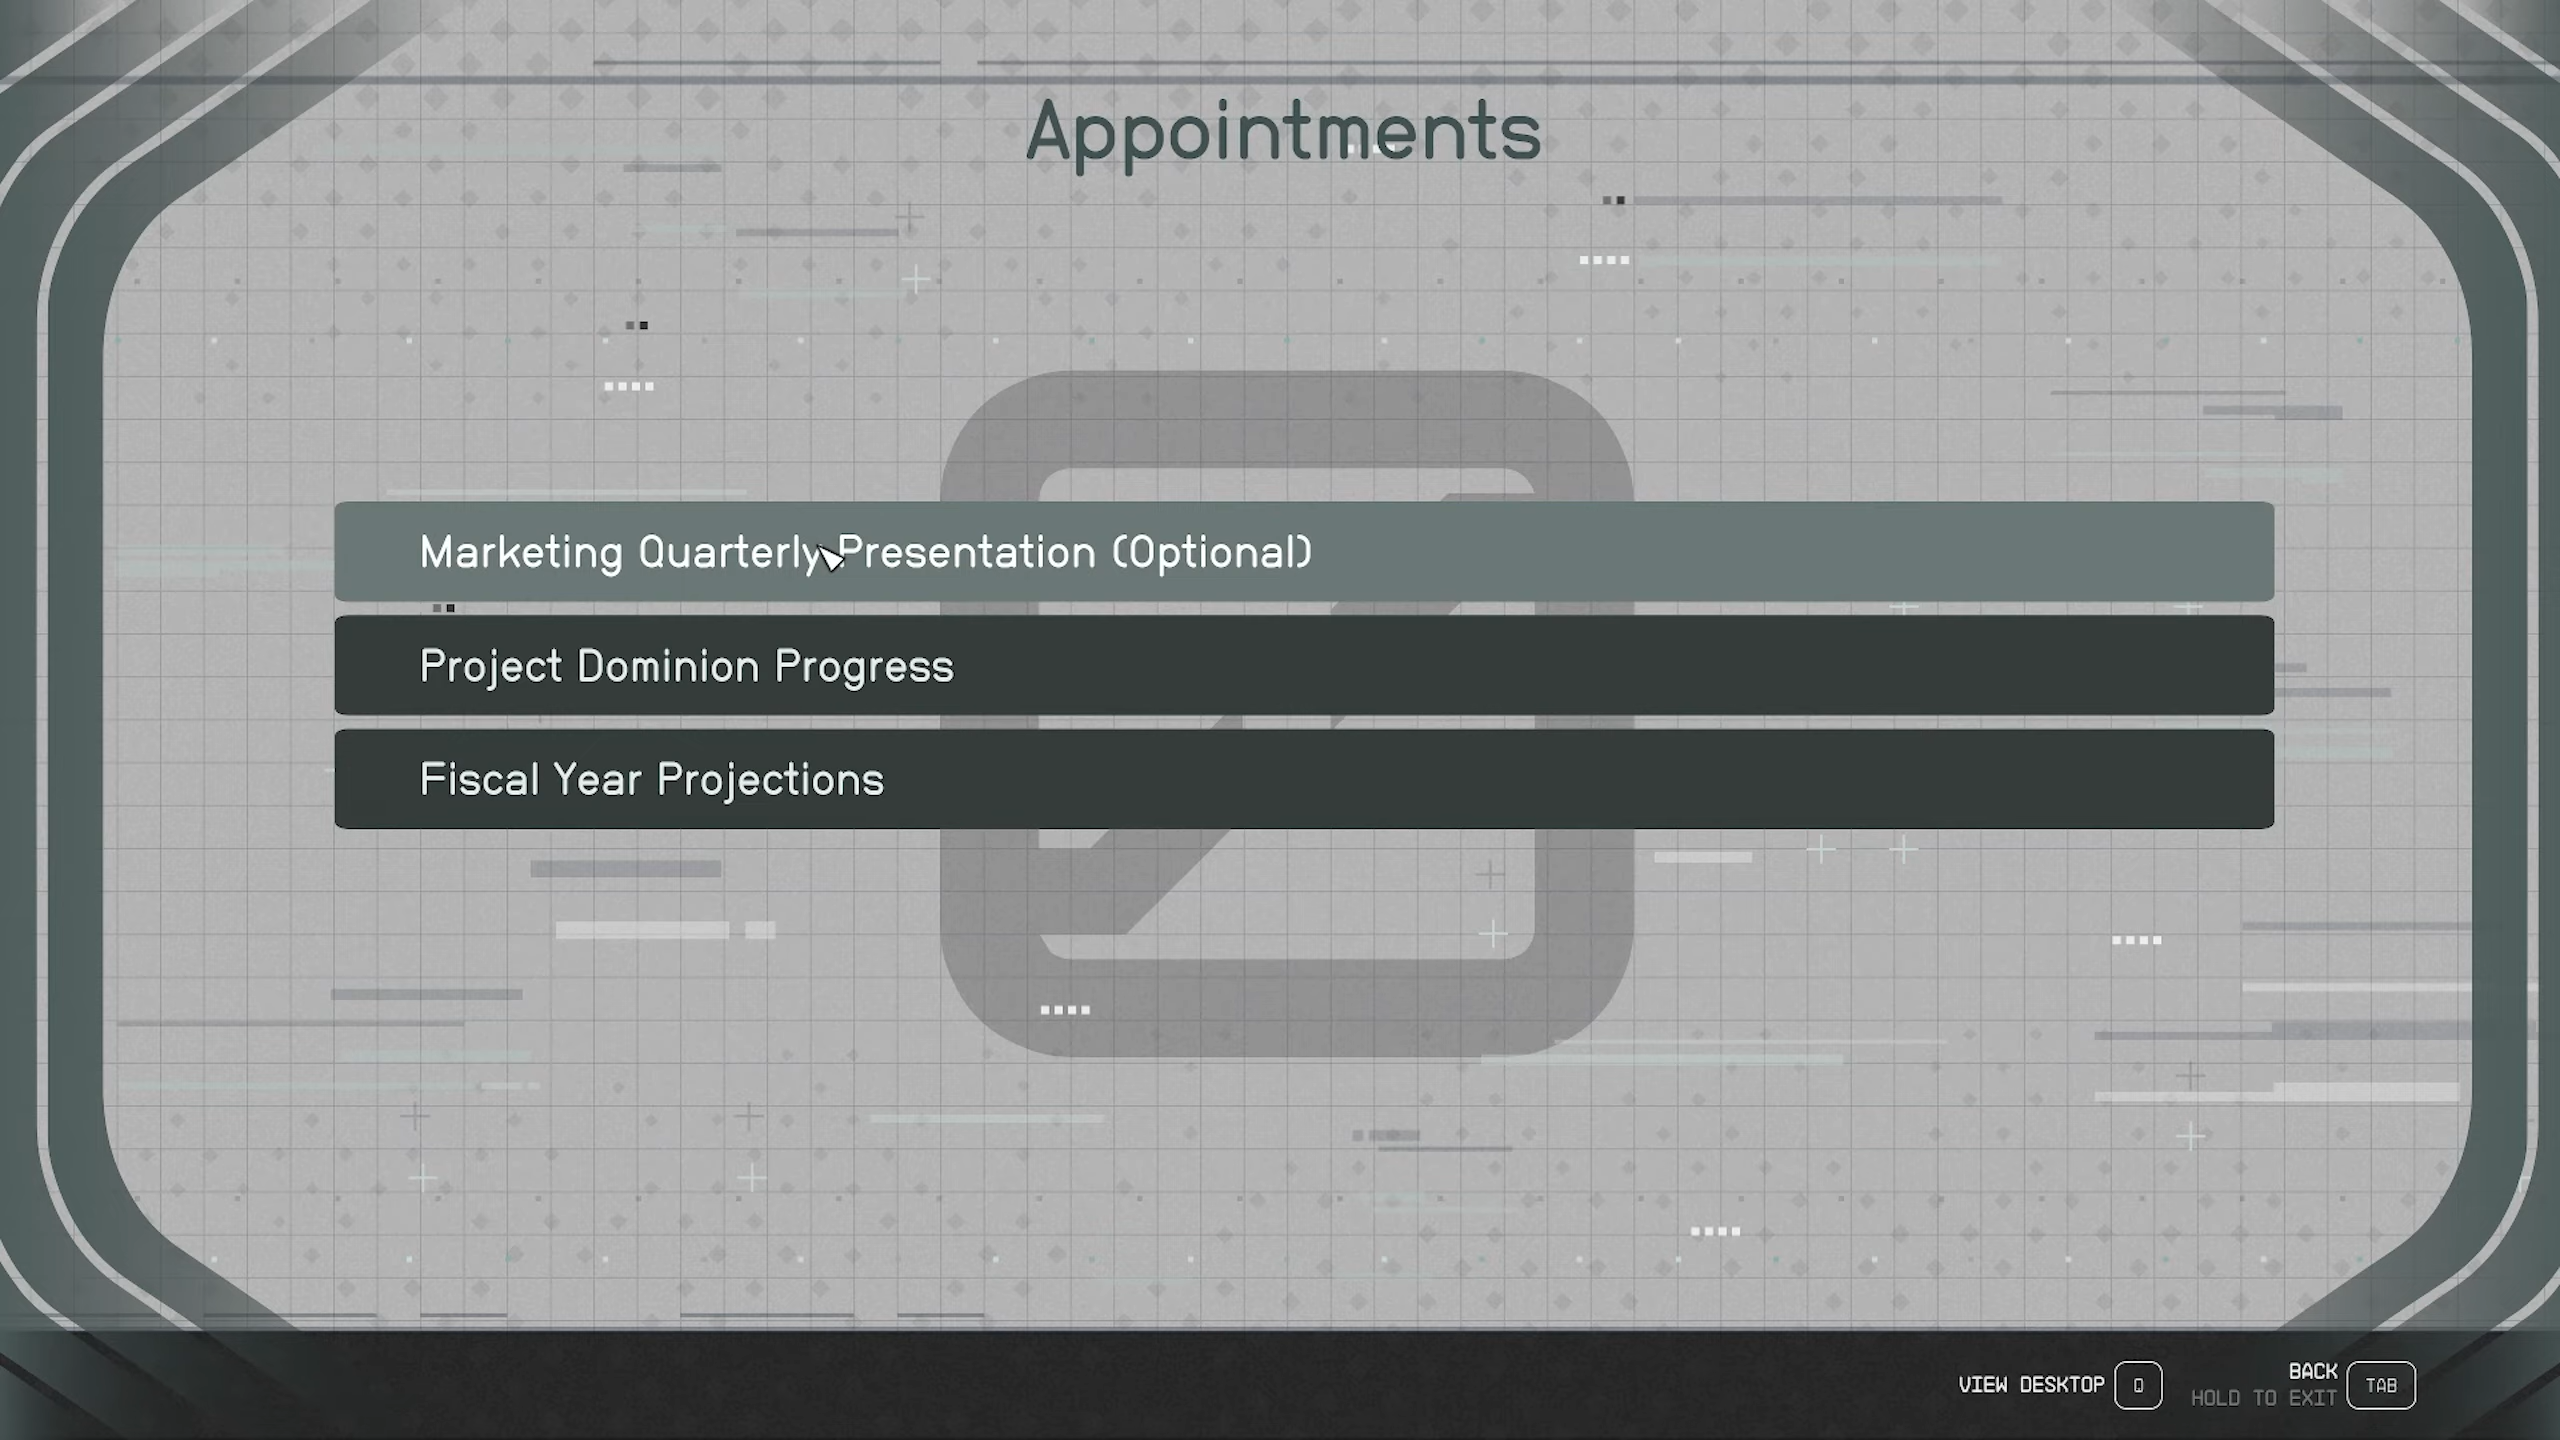 Appointments
Marketing Quarterly Presentation (Optional)
Project Dominion Progress
Fiscal Year Projections
VIEW DESKTOP Q
BACK
HOLD TO EXIT TAB